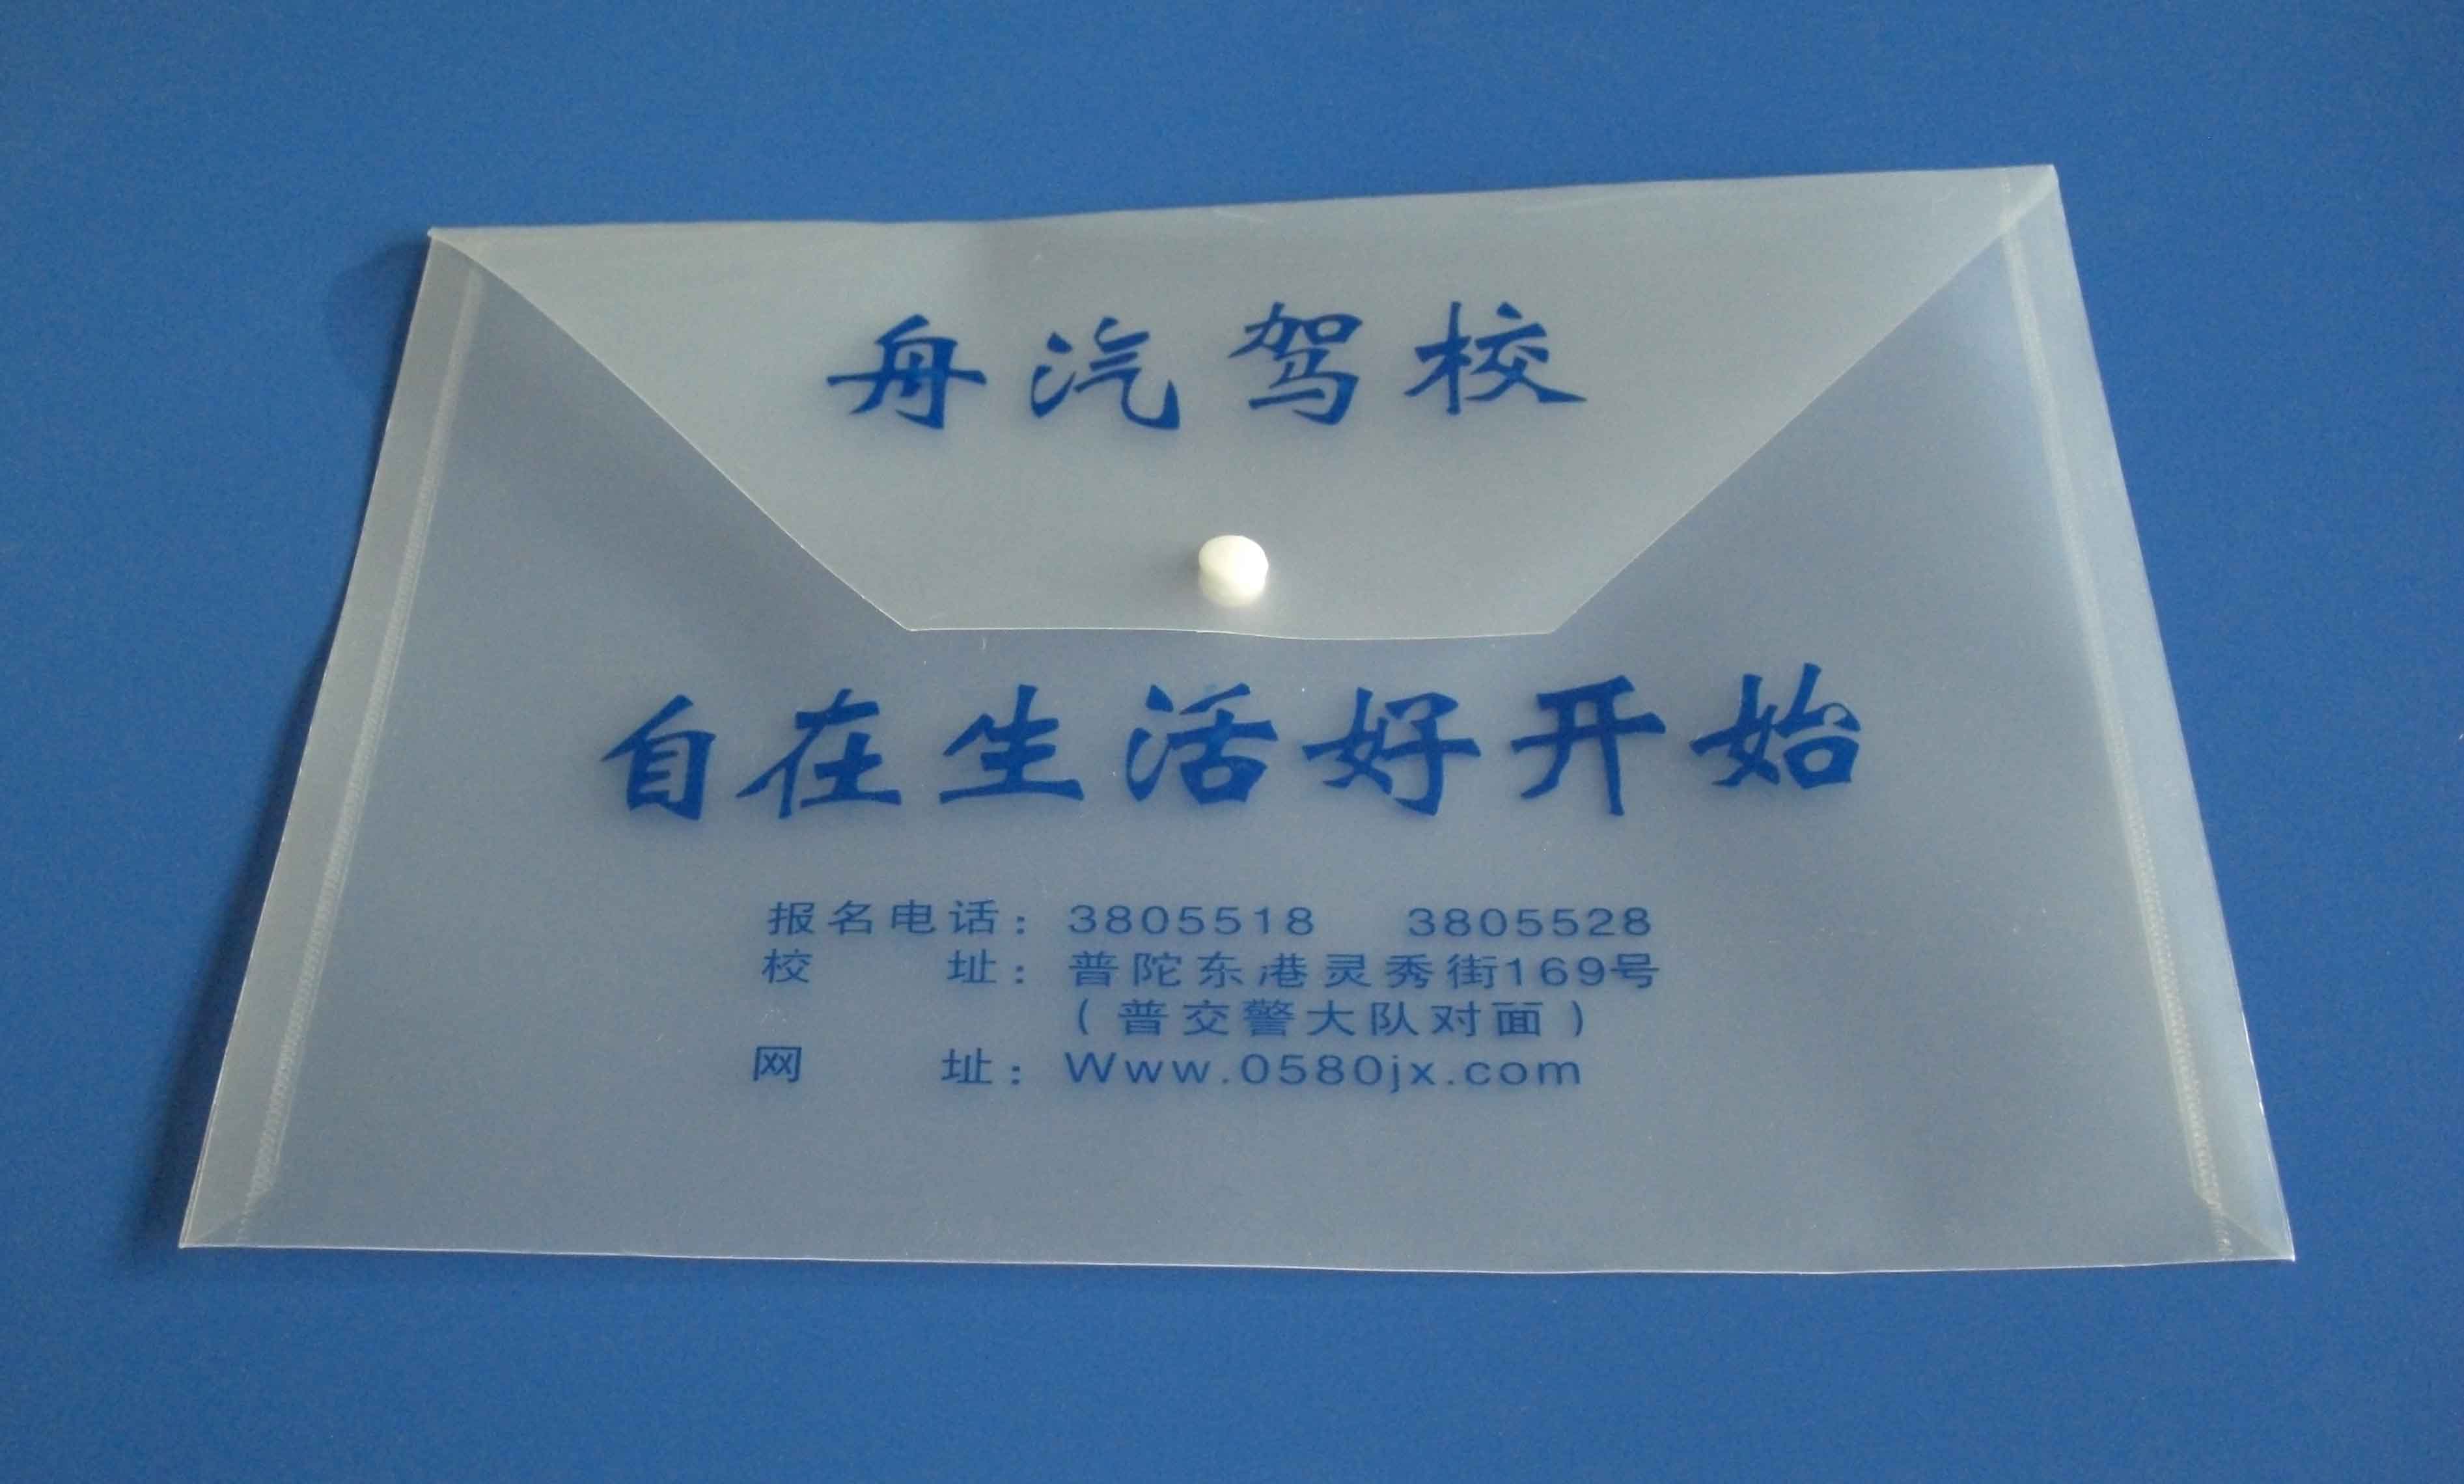 舟汽驾校
自在生活好开始
报名电话：3805518 3805528
校 址：普陀东港灵秀街169号
（普交警大队对面）
网 址：Www.0580jx.com